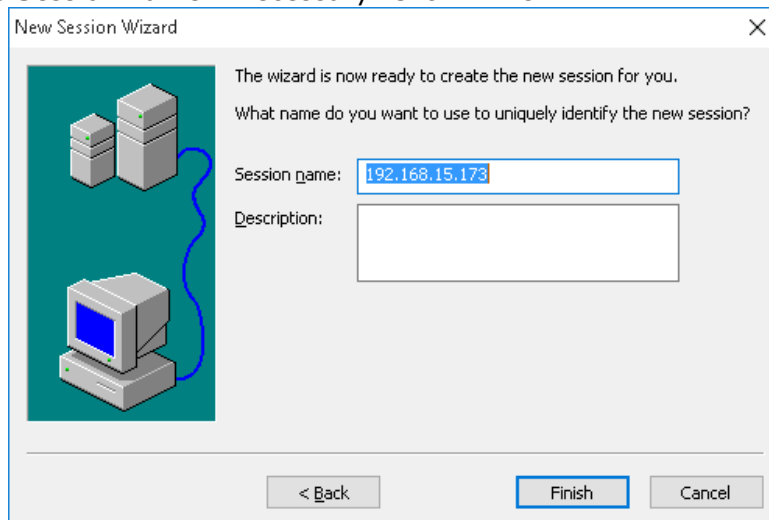 New Session Wizard
The wizard is now ready to create the new session for you.
What name do you want to use to uniquely identify the new session?
Session name: 192.168.15.173
Description:
< Back Finish Cancel